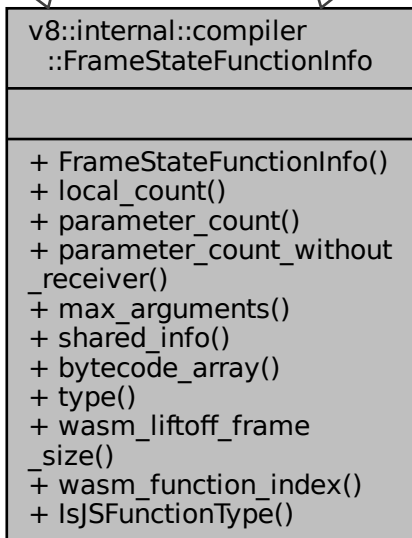 v8::internal::compiler
::FrameStateFunctionInfo
+ FrameStateFunctionInfo()
+ local_count()
+ parameter_count()
+ parameter_count_without
_receiver()
+ max_arguments()
+ shared_info()
+ bytecode_array()
+ type()
+ wasm_liftoff_frame
_size()
+ wasm_function_index()
+ IsJSFunctionType()